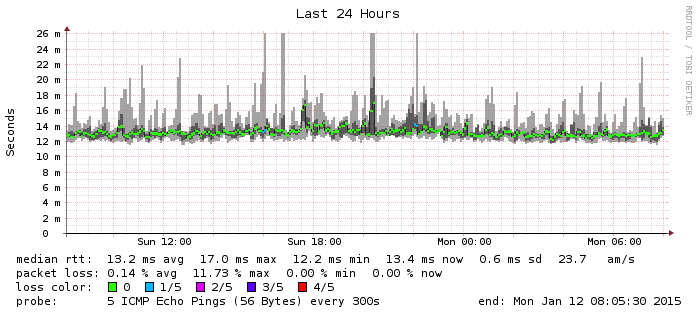 Last 24 Hours
RRDTOOL / TOBI OETIKER
Seconds
26 m
24 m
22 m
20 m
18 m
16 m
14 m
12 m
10 m
8 m
6 m
4 m
2 m
0
Sun 12:00 Sun 18:00 Mon 00:00 Mon 06:00
median rtt: 13.2 ms avg 17.0 ms max 12.2 ms min 13.4 ms now 0.6 ms sd 23.7 am/s
packet loss: 0.14 % avg 11.73 % max 0.00 % min 0.00 % now
loss color: 0 1/5 2/5 3/5 4/5
probe: 5 ICMP Echo Pings (56 Bytes) every 300s end: Mon Jan 12 08:05:30 2015